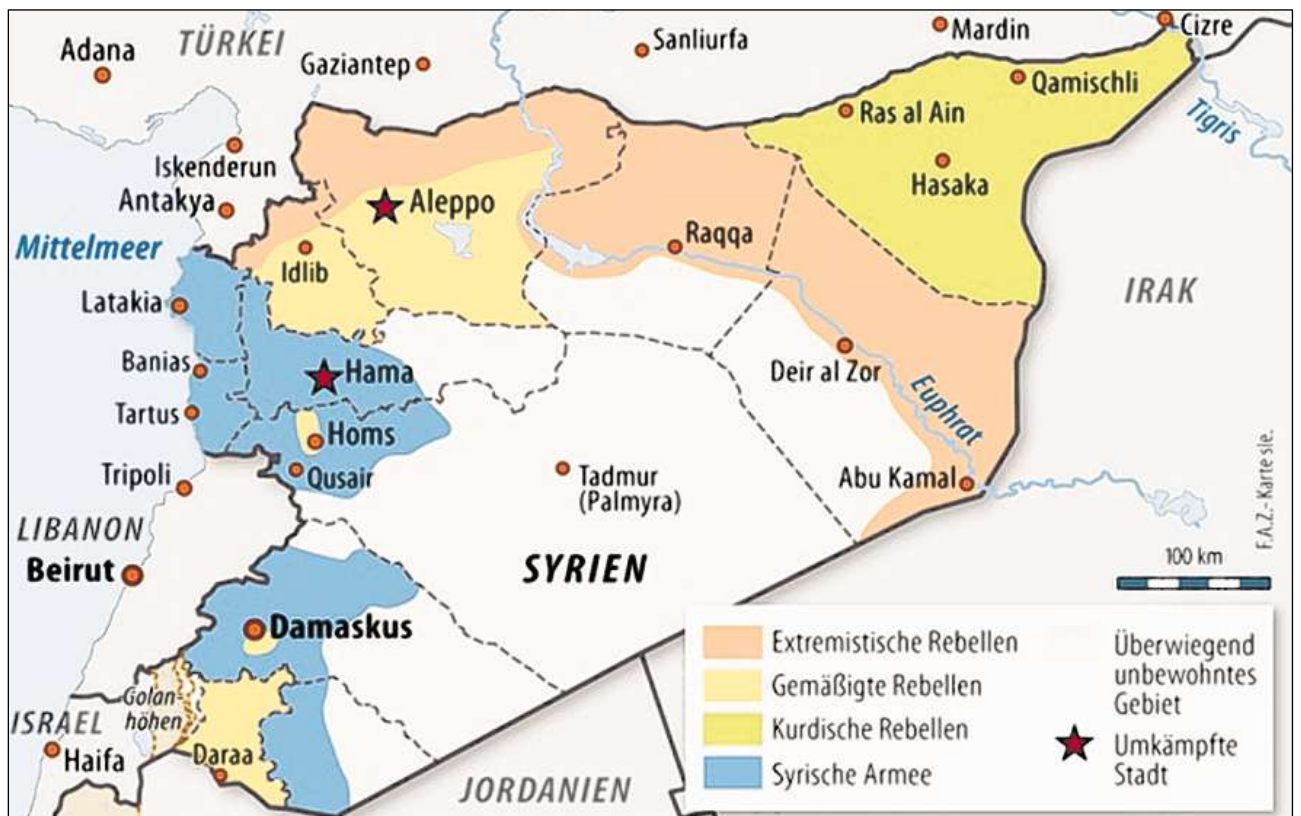 TÜRKEI
Adana
Gaziantep
Sanliurfa
Mardin
Cizre
Qamischli
Ras al Ain
Tigris
Hasaka
Iskenderun
Antakya
Aleppo
Mittelmeer
Idlib
Raqqa
IRAK
Latakia
Banias
Hama
Deir al Zor
Euphrat
Tartus
Homs
Tripoli
Qusair
Tadmur
(Palmyra)
Abu Kamal
LIBANON
Beirut
SYRIEN
100 km
F.A.Z.-Karte sie.
Damaskus
Golan-
höhen
ISRAEL
Haifa
Daraa
JORDANIEN
Extremistische Rebellen
Gemäßigte Rebellen
Kurdische Rebellen
Syrische Armee
Überwiegend
unbewohntes
Gebiet
Umkämpfte
Stadt